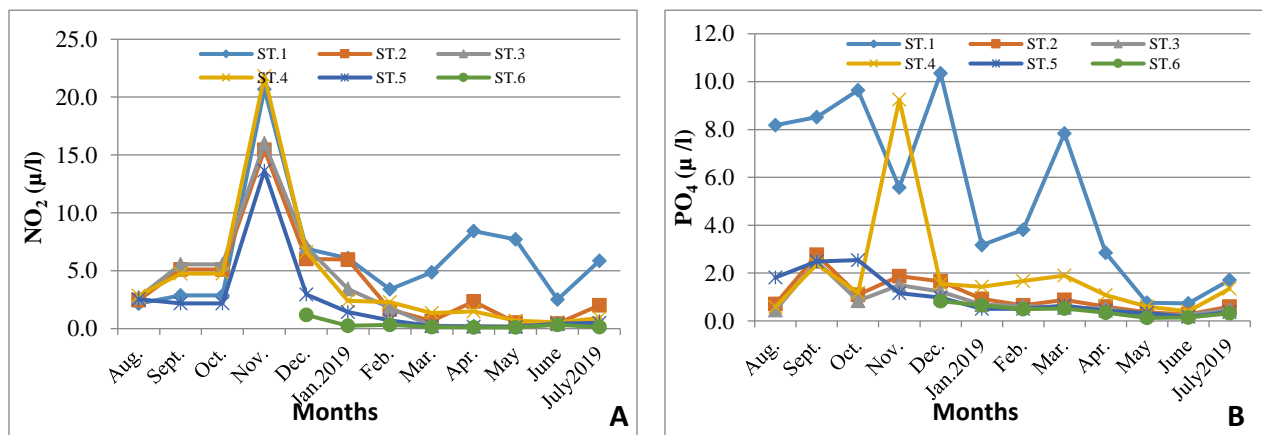 25.0
20.0
15.0
10.0
5.0
0.0
NO2 (µ/l)
ST.1 ST.2 ST.3
ST.4 ST.5 ST.6
Aug. Sept. Oct. Nov. Dec. Jan.2019 Feb. Mar. Apr. May June July2019
Months
A
12.0
10.0
8.0
6.0
4.0
2.0
0.0
PO4 (µ /l)
ST.1 ST.2 ST.3
ST.4 ST.5 ST.6
Aug. Sept. Oct. Nov. Dec. Jan.2019 Feb. Mar. Apr. May June July2019
Months
B